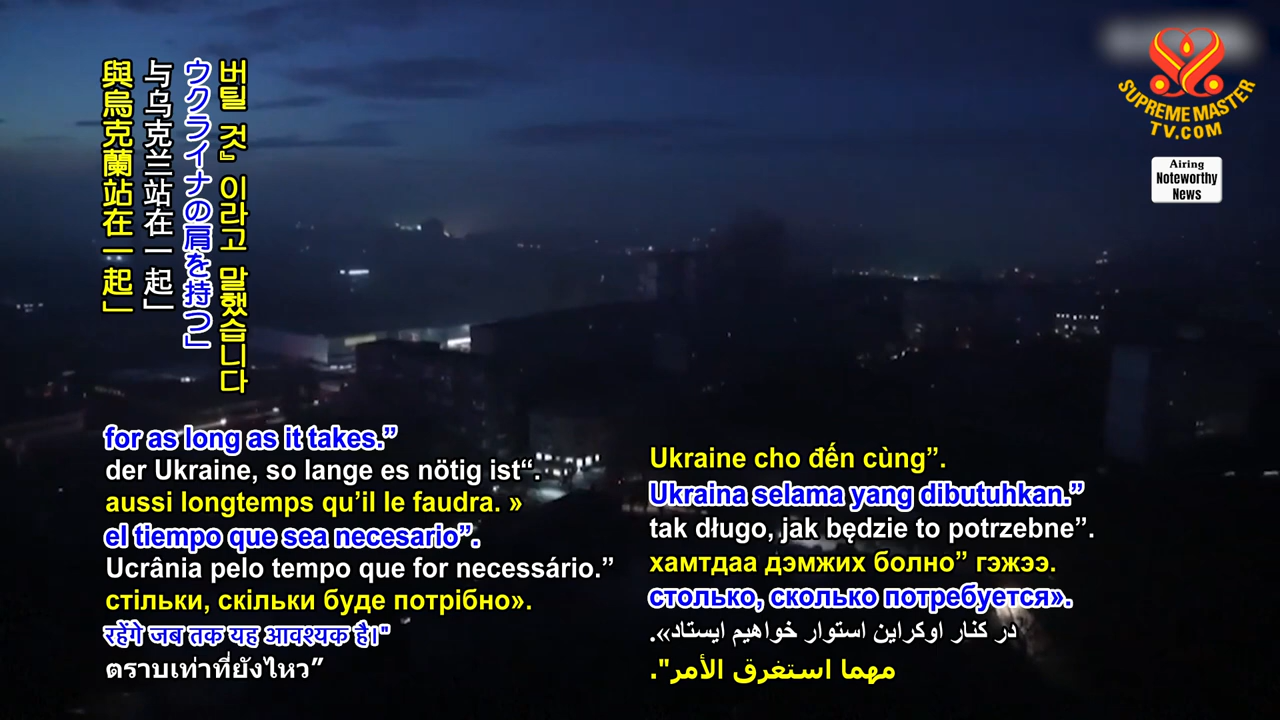 버틸 것』이라고 말했습니다
ウクライナの肩を持つ」
与乌克兰站在一起」
與烏克蘭站在一起」
SUPREME MASTER
TV.COM
Airing
Noteworthy
News
for as long as it takes.”
der Ukraine, so lange es nötig ist“.
aussi longtemps qu’il le faudra. »
el tiempo que sea necesario”.
Ucrânia pelo tempo que for necessário.”
стільки, скільки буде потрібно».
रहेंगे जब तक यह आवश्यक है।"
ตราบเท่าที่ยังไหว”
Ukraine cho đến cùng”.
Ukraina selama yang dibutuhkan.”
tak długo, jak będzie to potrzebne”.
хамтдаа дэмжих болно” гэжээ.
столько, сколько потребуется».
در کنار اوکراین استوار خواهیم ایستاد».
مهما استغرق الأمر".